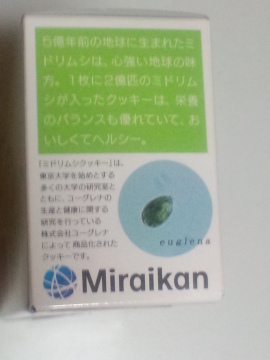 5億年前の地球に生まれたミ
ドリムシは、心強い地球の味
方。1枚に2億匹のミドリム
シが入ったクッキーは、栄養
のバランスも優れていて、お
いしくてヘルシー。
「ミドリムシクッキー」は、
東京大学を始めとする
多くの大学の研究室と
ともに、ユーグレナの
生産と健康に関する
研究を行っている
株式会社ユーグレナ
によって商品化された
クッキーです。
euglena
Miraikan